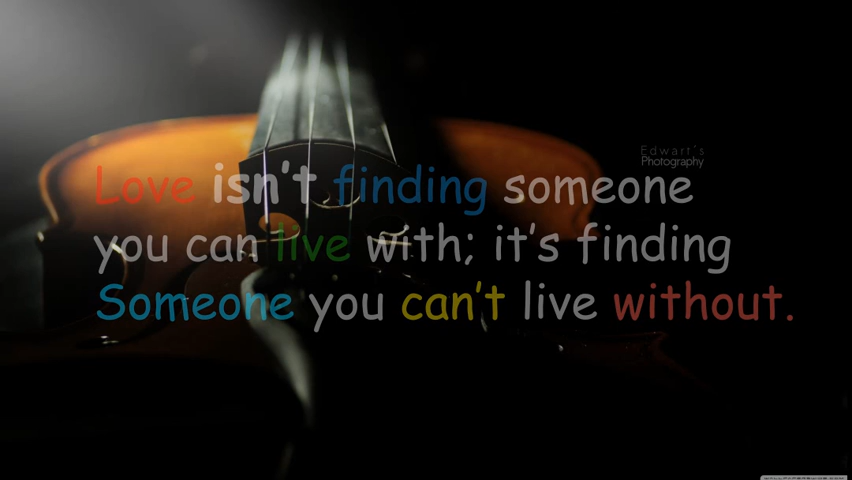 Edwart's
Photography
Love isn't finding someone
you can live with; it's finding
Someone you can't live without.